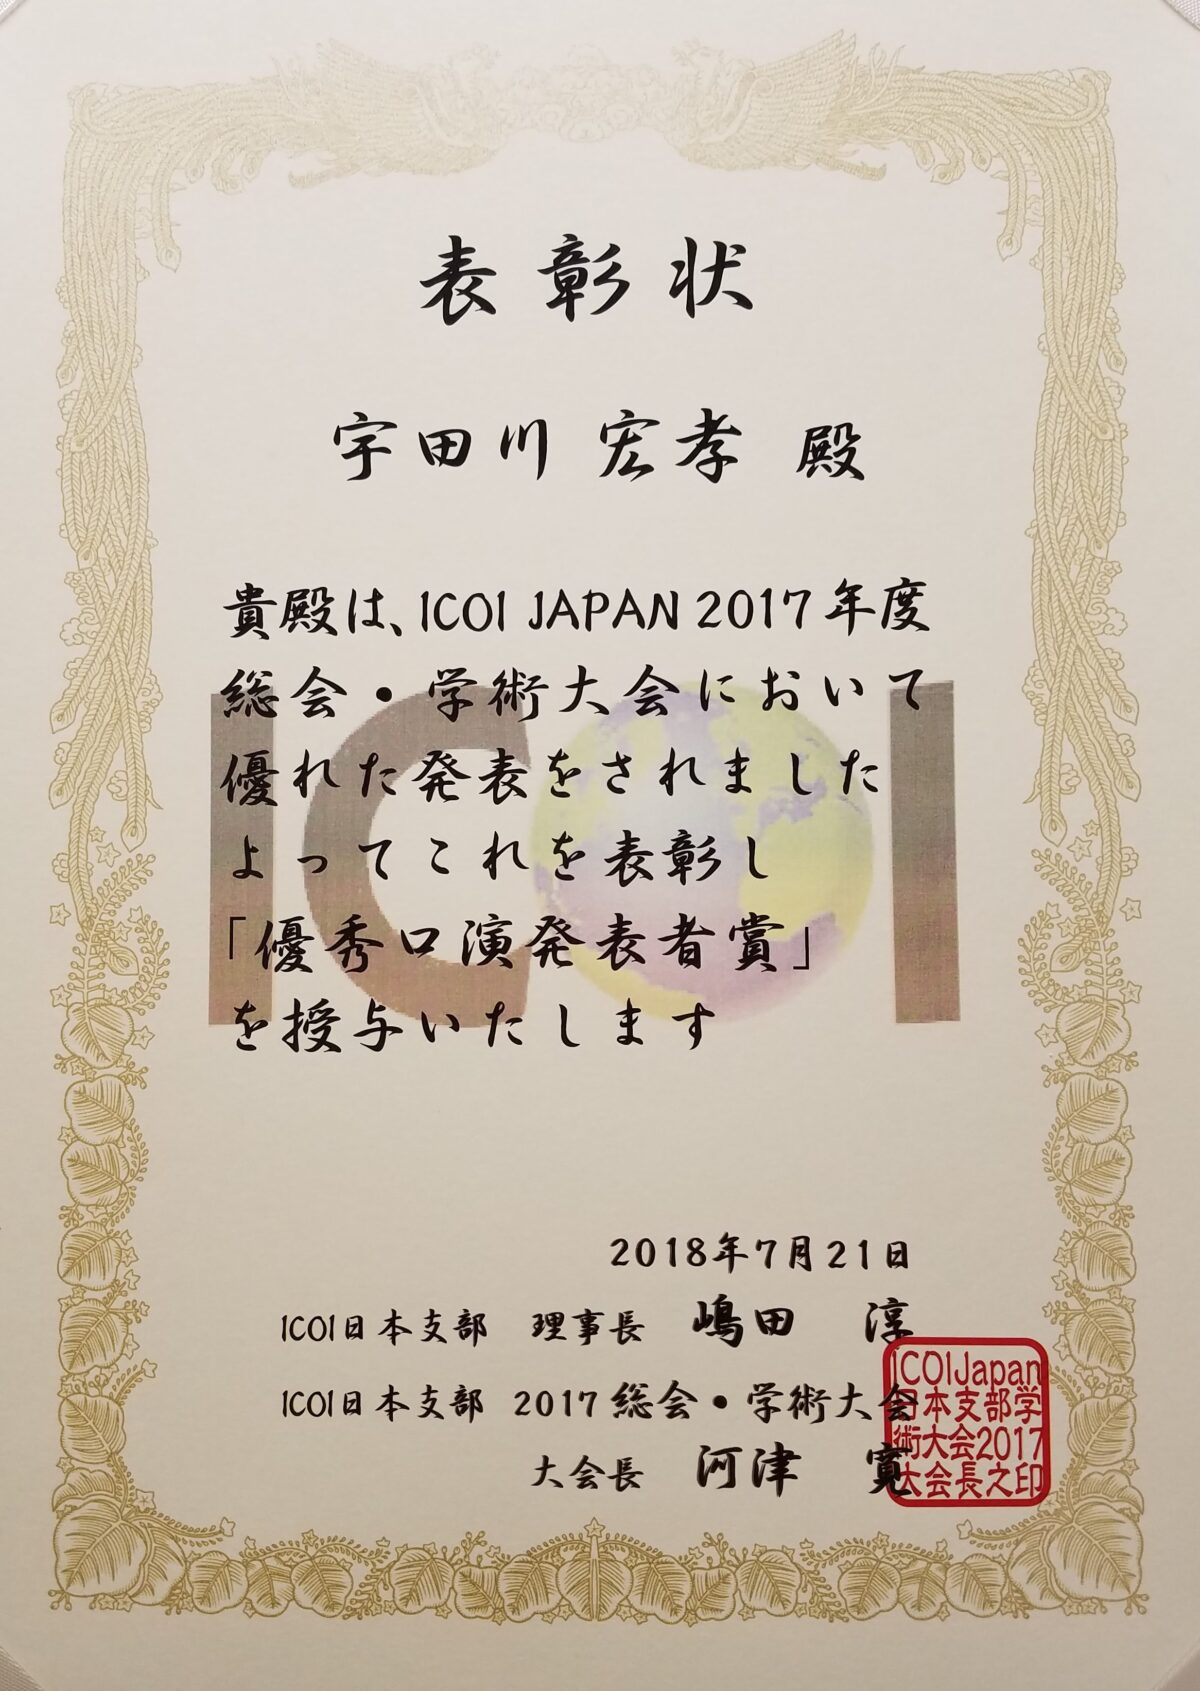 表彰状
宇田川 宏孝 殿
貴殿は、ICOI JAPAN 2017年度
総会・学術大会において
優れた発表をされました
よってこれを表彰し
「優秀口演発表者賞」
を授与いたします
ICOI
2018年7月21日
ICOI日本支部 理事長 嶋田 淳
ICOI日本支部 2017総会・学術大会
大会長 河津 寛
ICOIJapan
日本支部学
術大会2017
大会長之印